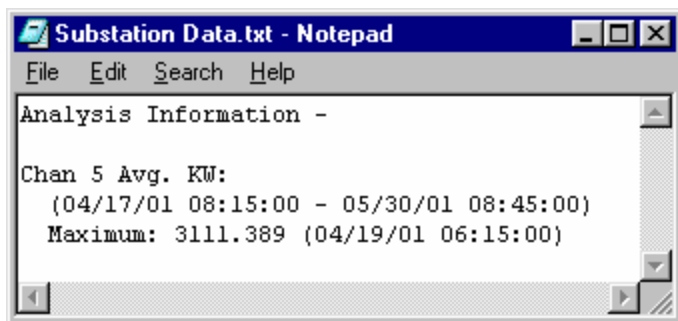 Substation Data.txt - Notepad
File Edit Search Help
Analysis Information -
Chan 5 Avg. KW:
(04/17/01 08:15:00 - 05/30/01 08:45:00)
Maximum: 3111.389 (04/19/01 06:15:00)